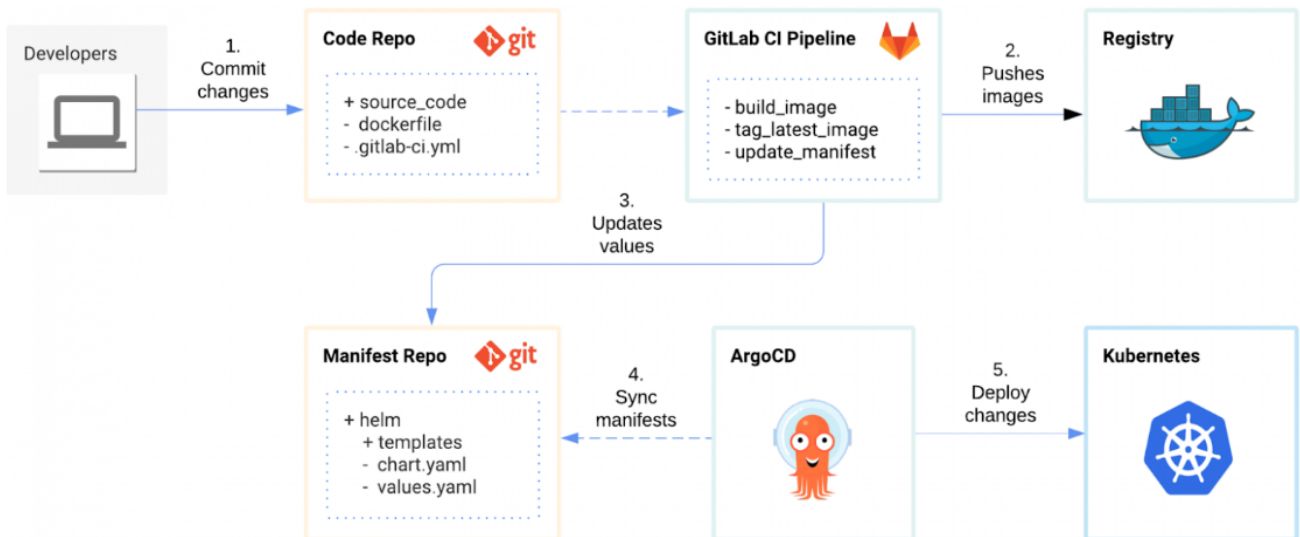 Developers
1.
Commit
changes
Code Repo
git
+ source_code
- dockerfile
- .gitlab-ci.yml
GitLab CI Pipeline
- build_image
- tag_latest_image
- update_manifest
2.
Pushes
images
Registry
3.
Updates
values
Manifest Repo
git
+ helm
+ templates
- chart.yaml
- values.yaml
4.
Sync
manifests
ArgoCD
5.
Deploy
changes
Kubernetes